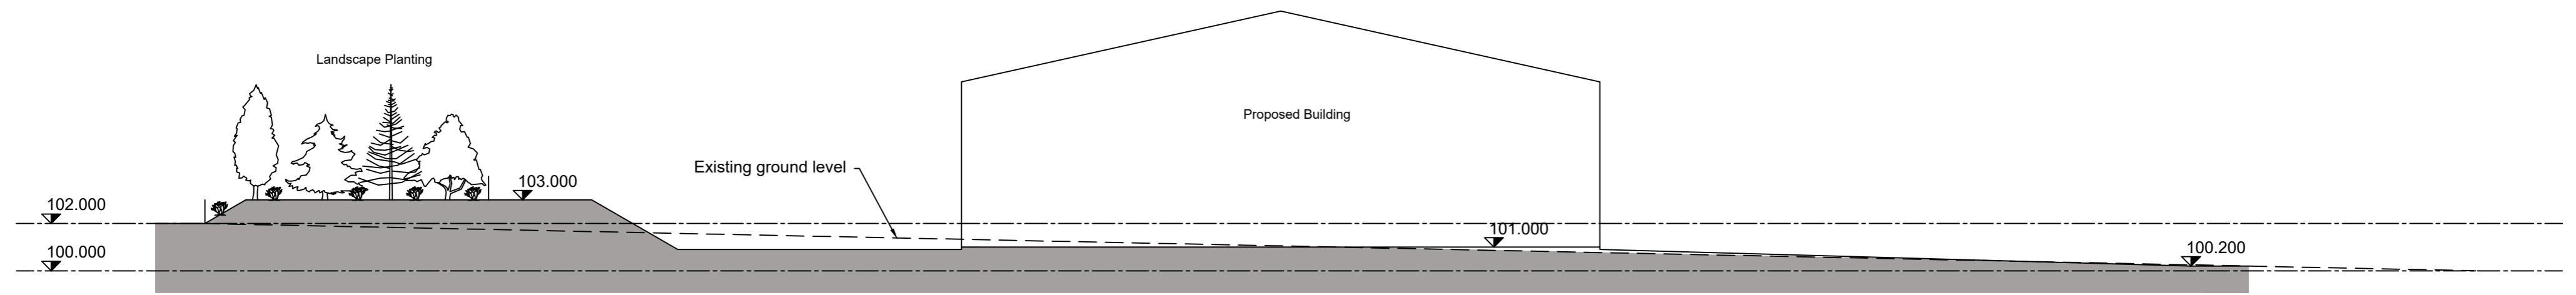 Landscape Planting
Proposed Building
Existing ground level
103.000
102.000
101.000
100.000
100.200